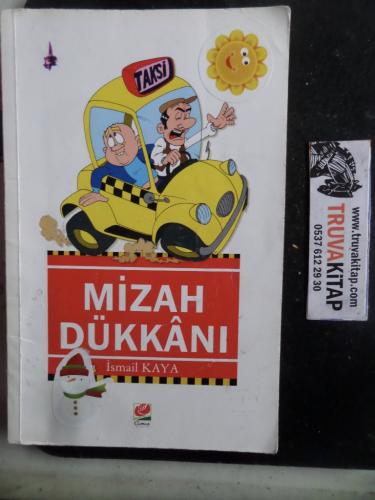 TAKSİ
MİZAH
DÜKKÂNI
İsmail KAYA
TRUVA
KİTAP
www.truvakitap.com
0537 612 29 30